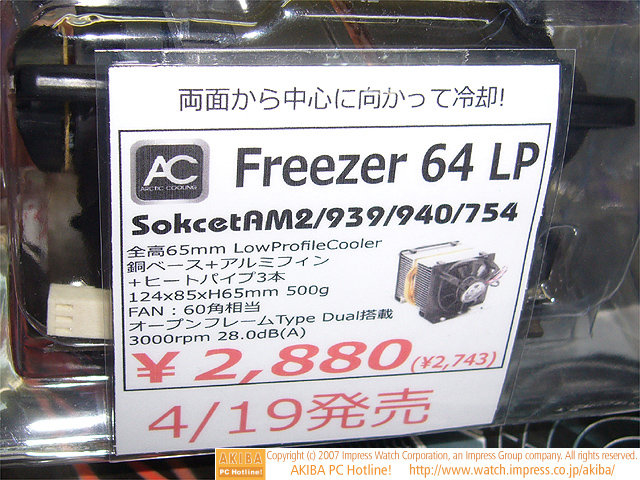 両面から中心に向かって冷却!
AC
ARCTIC COOLING
Freezer 64 LP
SokcetAM2/939/940/754
全高65mm LowProfileCooler
銅ベース+アルミフィン
+ヒートパイプ3本
124x85xH65mm 500g
FAN:60角相当
オープンフレームType Dual搭載
3000rpm 28.0dB(A)
¥2,880(¥2,743)
4/19発売
AKIBA
PC Hotline!
Copyright (c) 2007 Impress Watch Corporation, an Impress Group company. All rights reserved.
AKIBA PC Hotline! http://www.watch.impress.co.jp/akiba/